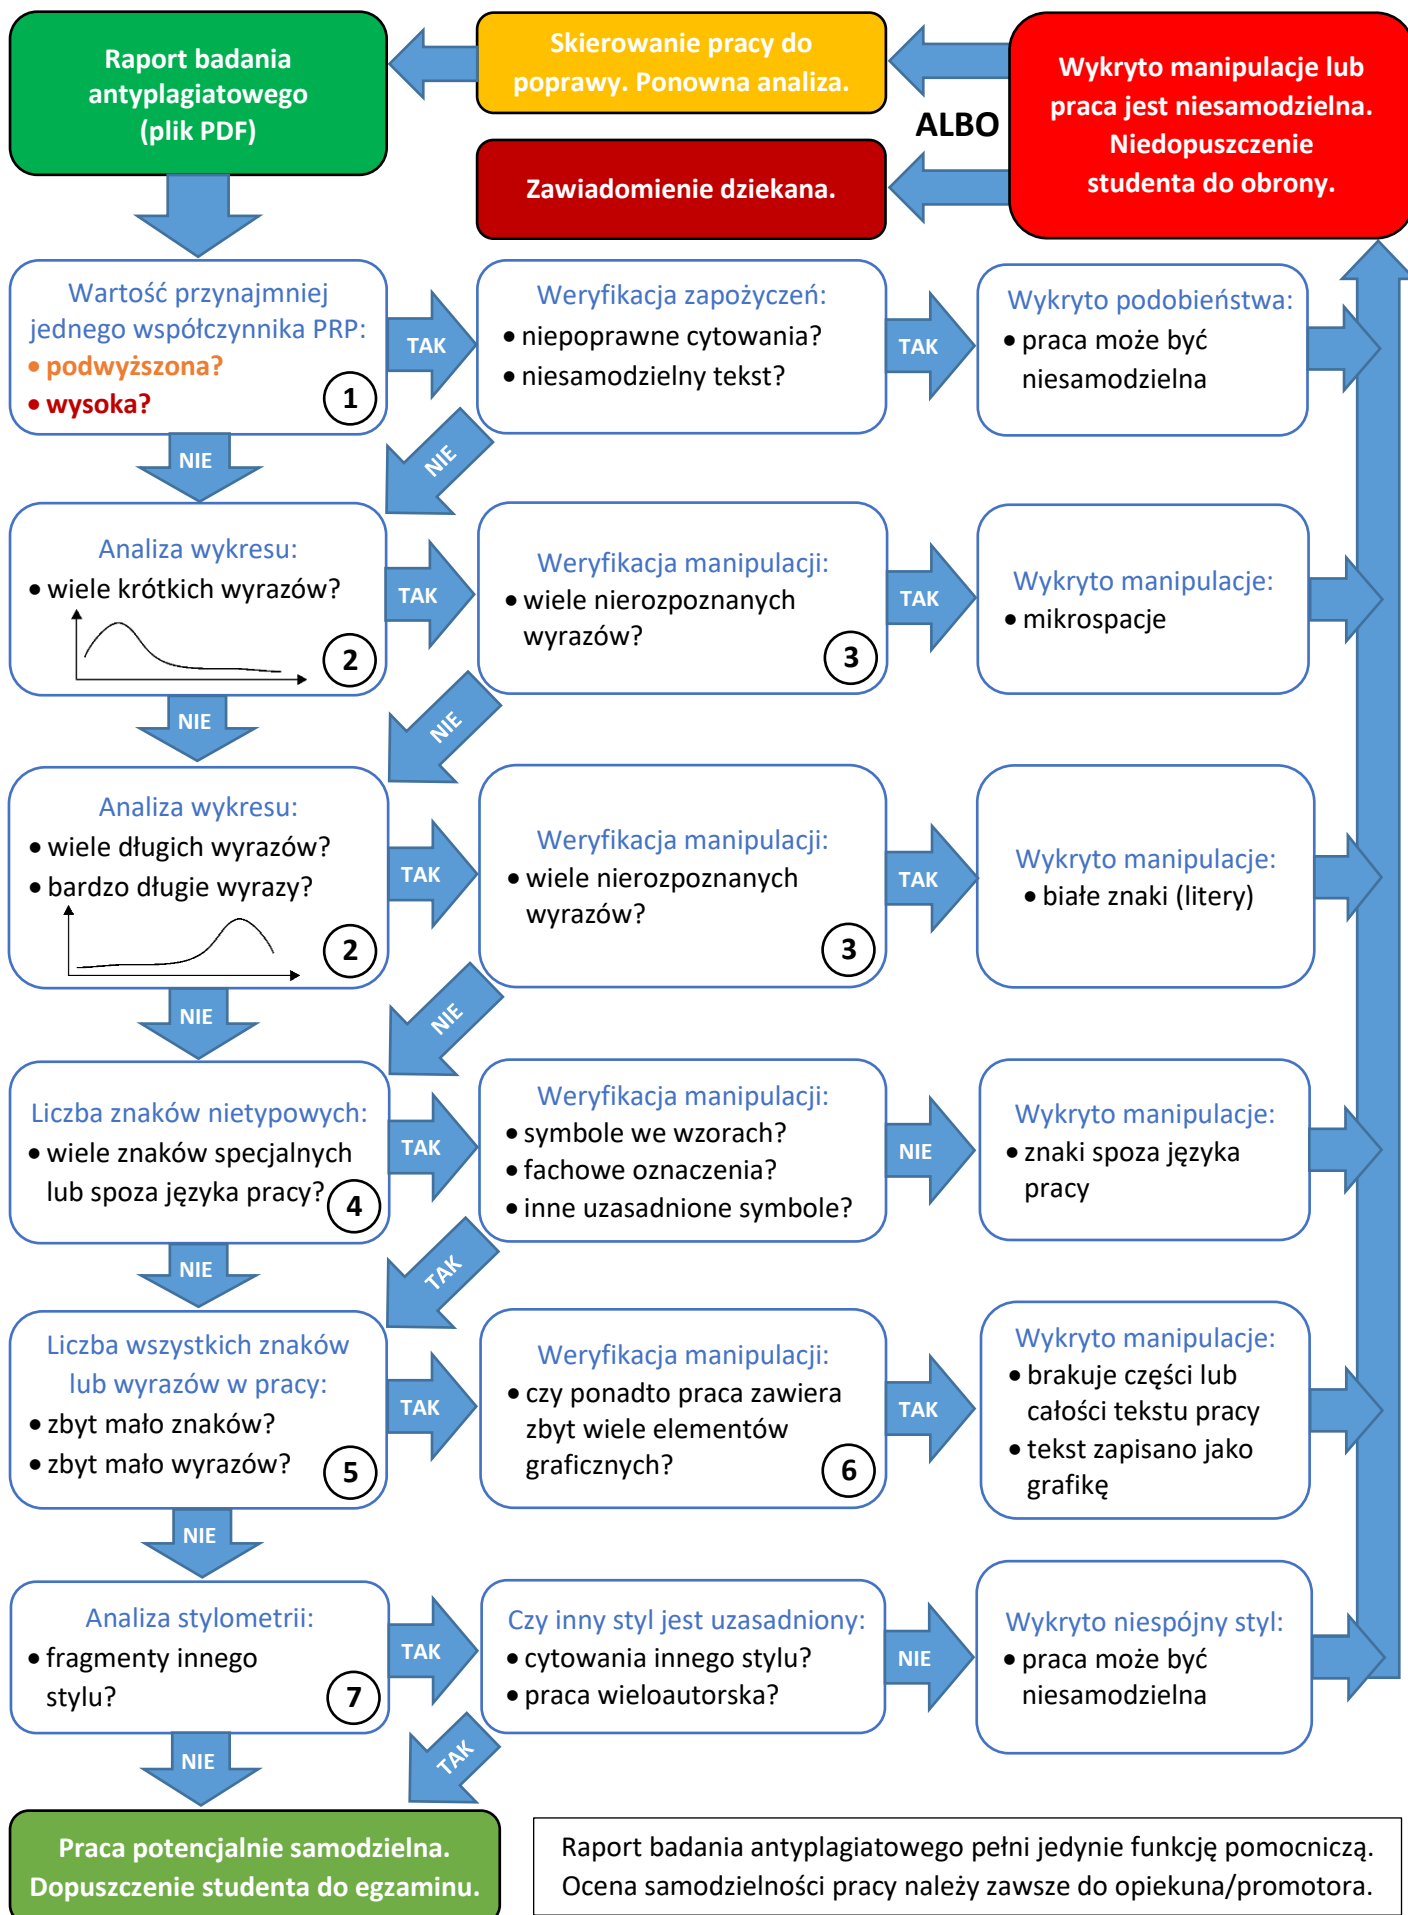 Raport badania
antyplagiatowego
(plik PDF)
Skierowanie pracy do
poprawy. Ponowna analiza.
ALBO
Zawiadomienie dziekana.
Wykryto manipulacje lub
praca jest niesamodzielna.
Niedopuszczenie
studenta do obrony.
Wartość przynajmniej
jednego współczynnika PRP:
• podwyższona?
• wysoka?
1
TAK
Weryfikacja zapożyczeń:
• niepoprawne cytowania?
• niesamodzielny tekst?
TAK
Wykryto podobieństwa:
• praca może być
niesamodzielna
NIE
NIE
Analiza wykresu:
• wiele krótkich wyrazów?
2
TAK
Weryfikacja manipulacji:
• wiele nierozpoznanych
wyrazów?
3
TAK
Wykryto manipulacje:
• mikrospacje
NIE
NIE
Analiza wykresu:
• wiele długich wyrazów?
• bardzo długie wyrazy?
2
TAK
Weryfikacja manipulacji:
• wiele nierozpoznanych
wyrazów?
3
TAK
Wykryto manipulacje:
• białe znaki (litery)
NIE
NIE
Liczba znaków nietypowych:
• wiele znaków specjalnych
lub spoza języka pracy?
4
TAK
Weryfikacja manipulacji:
• symbole we wzorach?
• fachowe oznaczenia?
• inne uzasadnione symbole?
NIE
Wykryto manipulacje:
• znaki spoza języka
pracy
NIE
TAK
Liczba wszystkich znaków
lub wyrazów w pracy:
• zbyt mało znaków?
• zbyt mało wyrazów?
5
TAK
Weryfikacja manipulacji:
• czy ponadto praca zawiera
zbyt wiele elementów
graficznych?
6
TAK
Wykryto manipulacje:
• brakuje części lub
całości tekstu pracy
• tekst zapisano jako
grafikę
NIE
Analiza stylometrii:
• fragmenty innego
stylu?
7
TAK
Czy inny styl jest uzasadniony:
• cytowania innego stylu?
• praca wieloautorska?
NIE
Wykryto niespójny styl:
• praca może być
niesamodzielna
NIE
TAK
Praca potencjalnie samodzielna.
Dopuszczenie studenta do egzaminu.
Raport badania antyplagiatowego pełni jedynie funkcję pomocniczą.
Ocena samodzielności pracy należy zawsze do opiekuna/promotora.